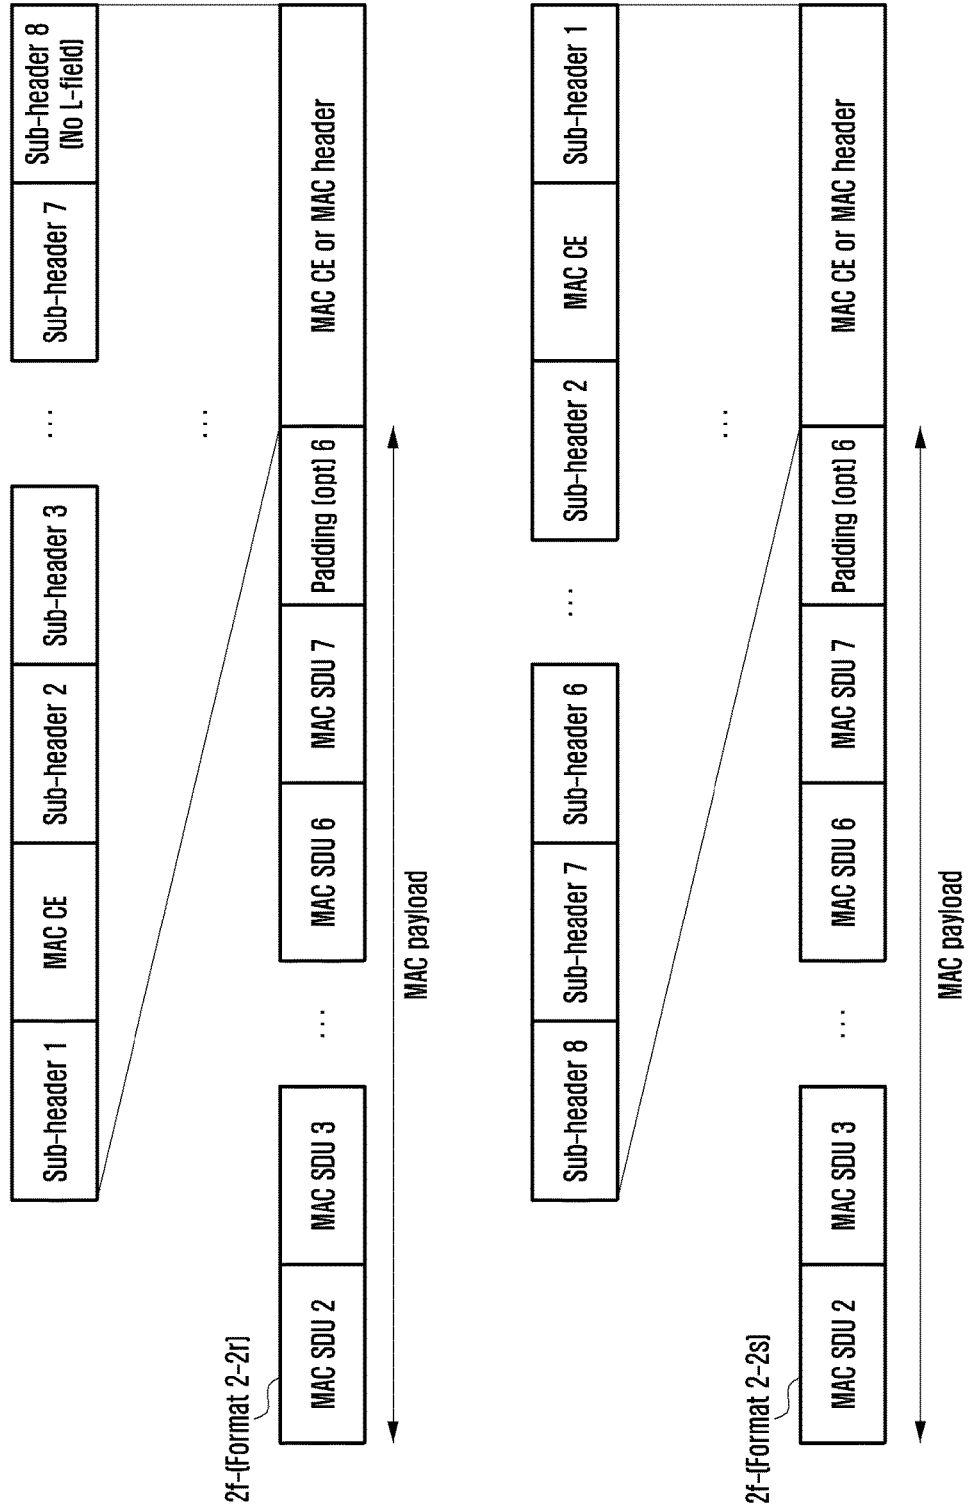 Sub-header 1
MAC CE
Sub-header 2
Sub-header 3
...
Sub-header 7
Sub-header 8
(No L-field)
...
2f-(Format 2-2r)
MAC SDU 2
MAC SDU 3
...
MAC SDU 6
MAC SDU 7
Padding (opt) 6
MAC CE or MAC header
MAC payload
Sub-header 8
Sub-header 7
Sub-header 6
...
Sub-header 2
MAC CE
Sub-header 1
...
2f-(Format 2-2s)
MAC SDU 2
MAC SDU 3
...
MAC SDU 6
MAC SDU 7
Padding (opt) 6
MAC CE or MAC header
MAC payload